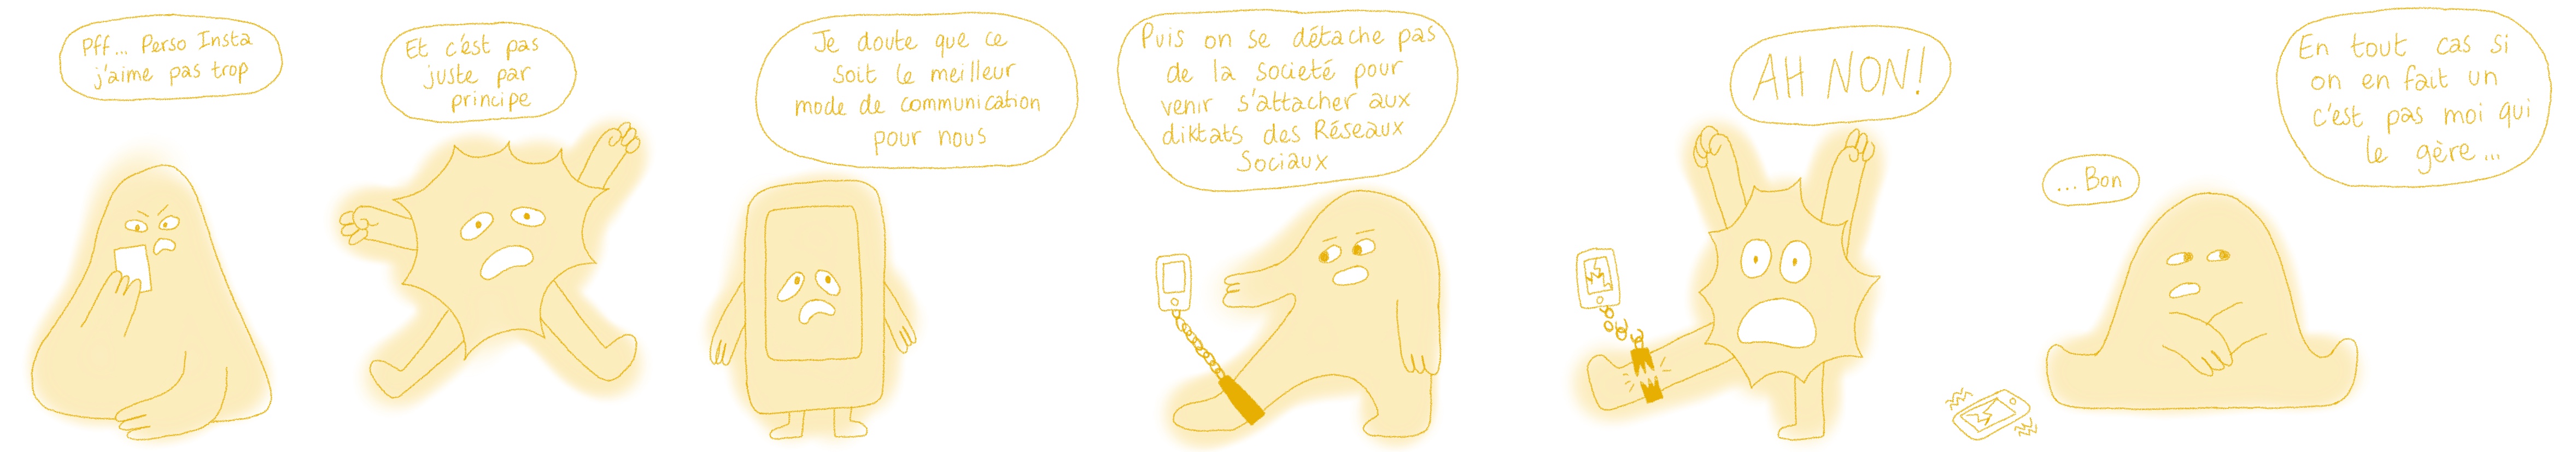 Pff... Perso Insta
j'aime pas trop
Et c'est pas
juste par
principe
Je doute que ce
soit le meilleur
mode de communication
pour nous
Puis on se détache pas
de la societé pour
venir s'attacher aux
diktats des Réseaux
Sociaux
AH NON!
... Bon
En tout cas si
on en fait un
c'est pas moi qui
le gère...